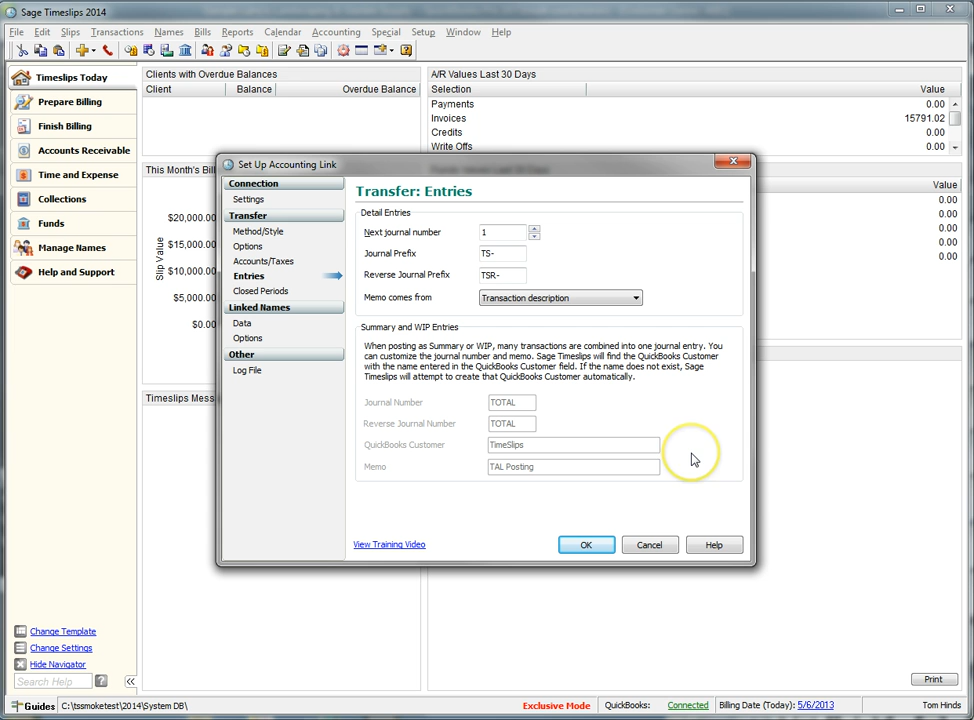 Sage Timeslips 2014
File Edit Slips Transactions Names Bills Reports Calendar Accounting Special Setup Window Help
Timeslips Today
Prepare Billing
Finish Billing
Accounts Receivable
Time and Expense
Collections
Funds
Manage Names
Help and Support
Change Template
Change Settings
Hide Navigator
Search Help
Guides
Clients with Overdue Balances
Client Balance Overdue Balance
A/R Values Last 30 Days
Selection Value
Payments 0.00
Invoices 15791.02
Credits 0.00
Write Offs 0.00
This Month's Bill
Slip Value
$20,000.00
$15,000.00
$10,000.00
$5,000.00
$0.00
Value
0.00
0.00
0.00
0.00
0.00
Timeslips Mess
Set Up Accounting Link
Connection
Settings
Transfer
Method/Style
Options
Accounts/Taxes
Entries
Closed Periods
Linked Names
Data
Options
Other
Log File
Transfer: Entries
Detail Entries
Next journal number 1
Journal Prefix TS-
Reverse Journal Prefix TSR-
Memo comes from Transaction description
Summary and WIP Entries
When posting as Summary or WIP, many transactions are combined into one journal entry. You
can customize the journal number and memo. Sage Timeslips will find the QuickBooks Customer
with the name entered in the QuickBooks Customer field. If the name does not exist, Sage
Timeslips will attempt to create that QuickBooks Customer automatically.
Journal Number TOTAL
Reverse Journal Number TOTAL
QuickBooks Customer TimeSlips
Memo TAL Posting
View Training Video
OK Cancel Help
Print
C:\tssmoketest\2014\System DB\ Exclusive Mode QuickBooks: Connected Billing Date (Today): 5/6/2013 Tom Hinds